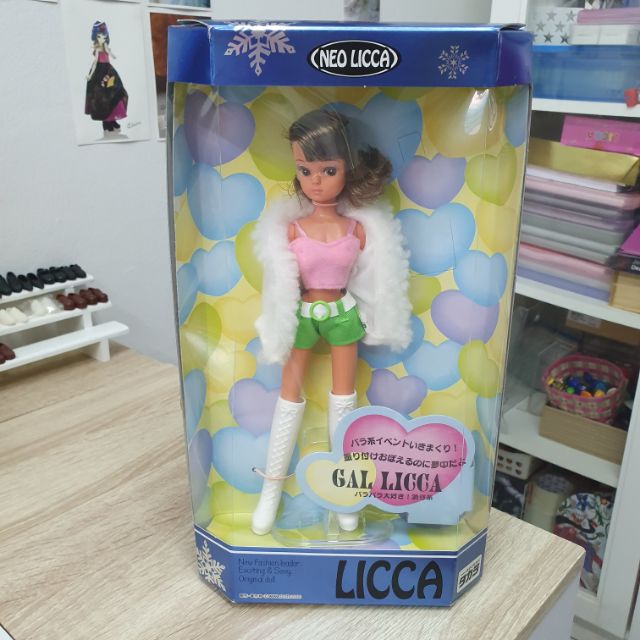 NEO LICCA
パラ系イベントいきまくり！
振り付けおぼえるのに夢中だよ
GAL LICCA
パラパラ大好き！渋谷系
New Fashion leader
Exciting & Sexy
Original doll
LICCA
タカラ